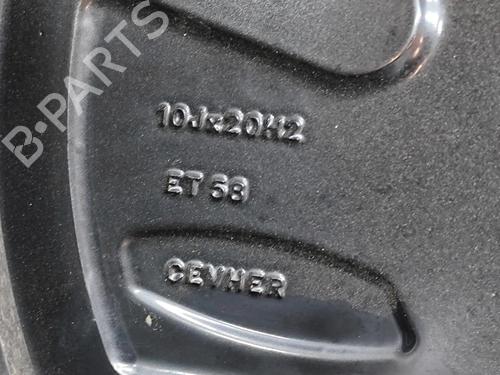 B-PARTS
10Jx20H2
ET 58
CEVHER